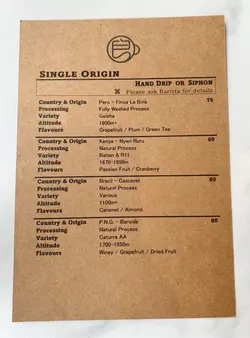 SINGLE ORIGIN
HAND DRIP OR SIPHON
※ Please ask Barista for details
Country & Origin Peru - Finca La Bola 75
Processing Fully Washed Process
Variety Geisha
Altitude 1900m+
Flavours Grapefruit / Plum / Green Tea
Country & Origin Kenya - Nyeri Ruru 60
Processing Natural Process
Variety Batian & R11
Altitude 1670-1950m
Flavours Passion Fruit / Cranberry
Country & Origin Brazil - Cascavel 60
Processing Natural Process
Variety Various
Altitude 1100m+
Flavours Caramel / Almond
Country & Origin P.N.G. - Baroida 60
Processing Natural Process
Variety Caturra AA
Altitude 1700-1850m
Flavours Winey / Grapefruit / Dried Fruit